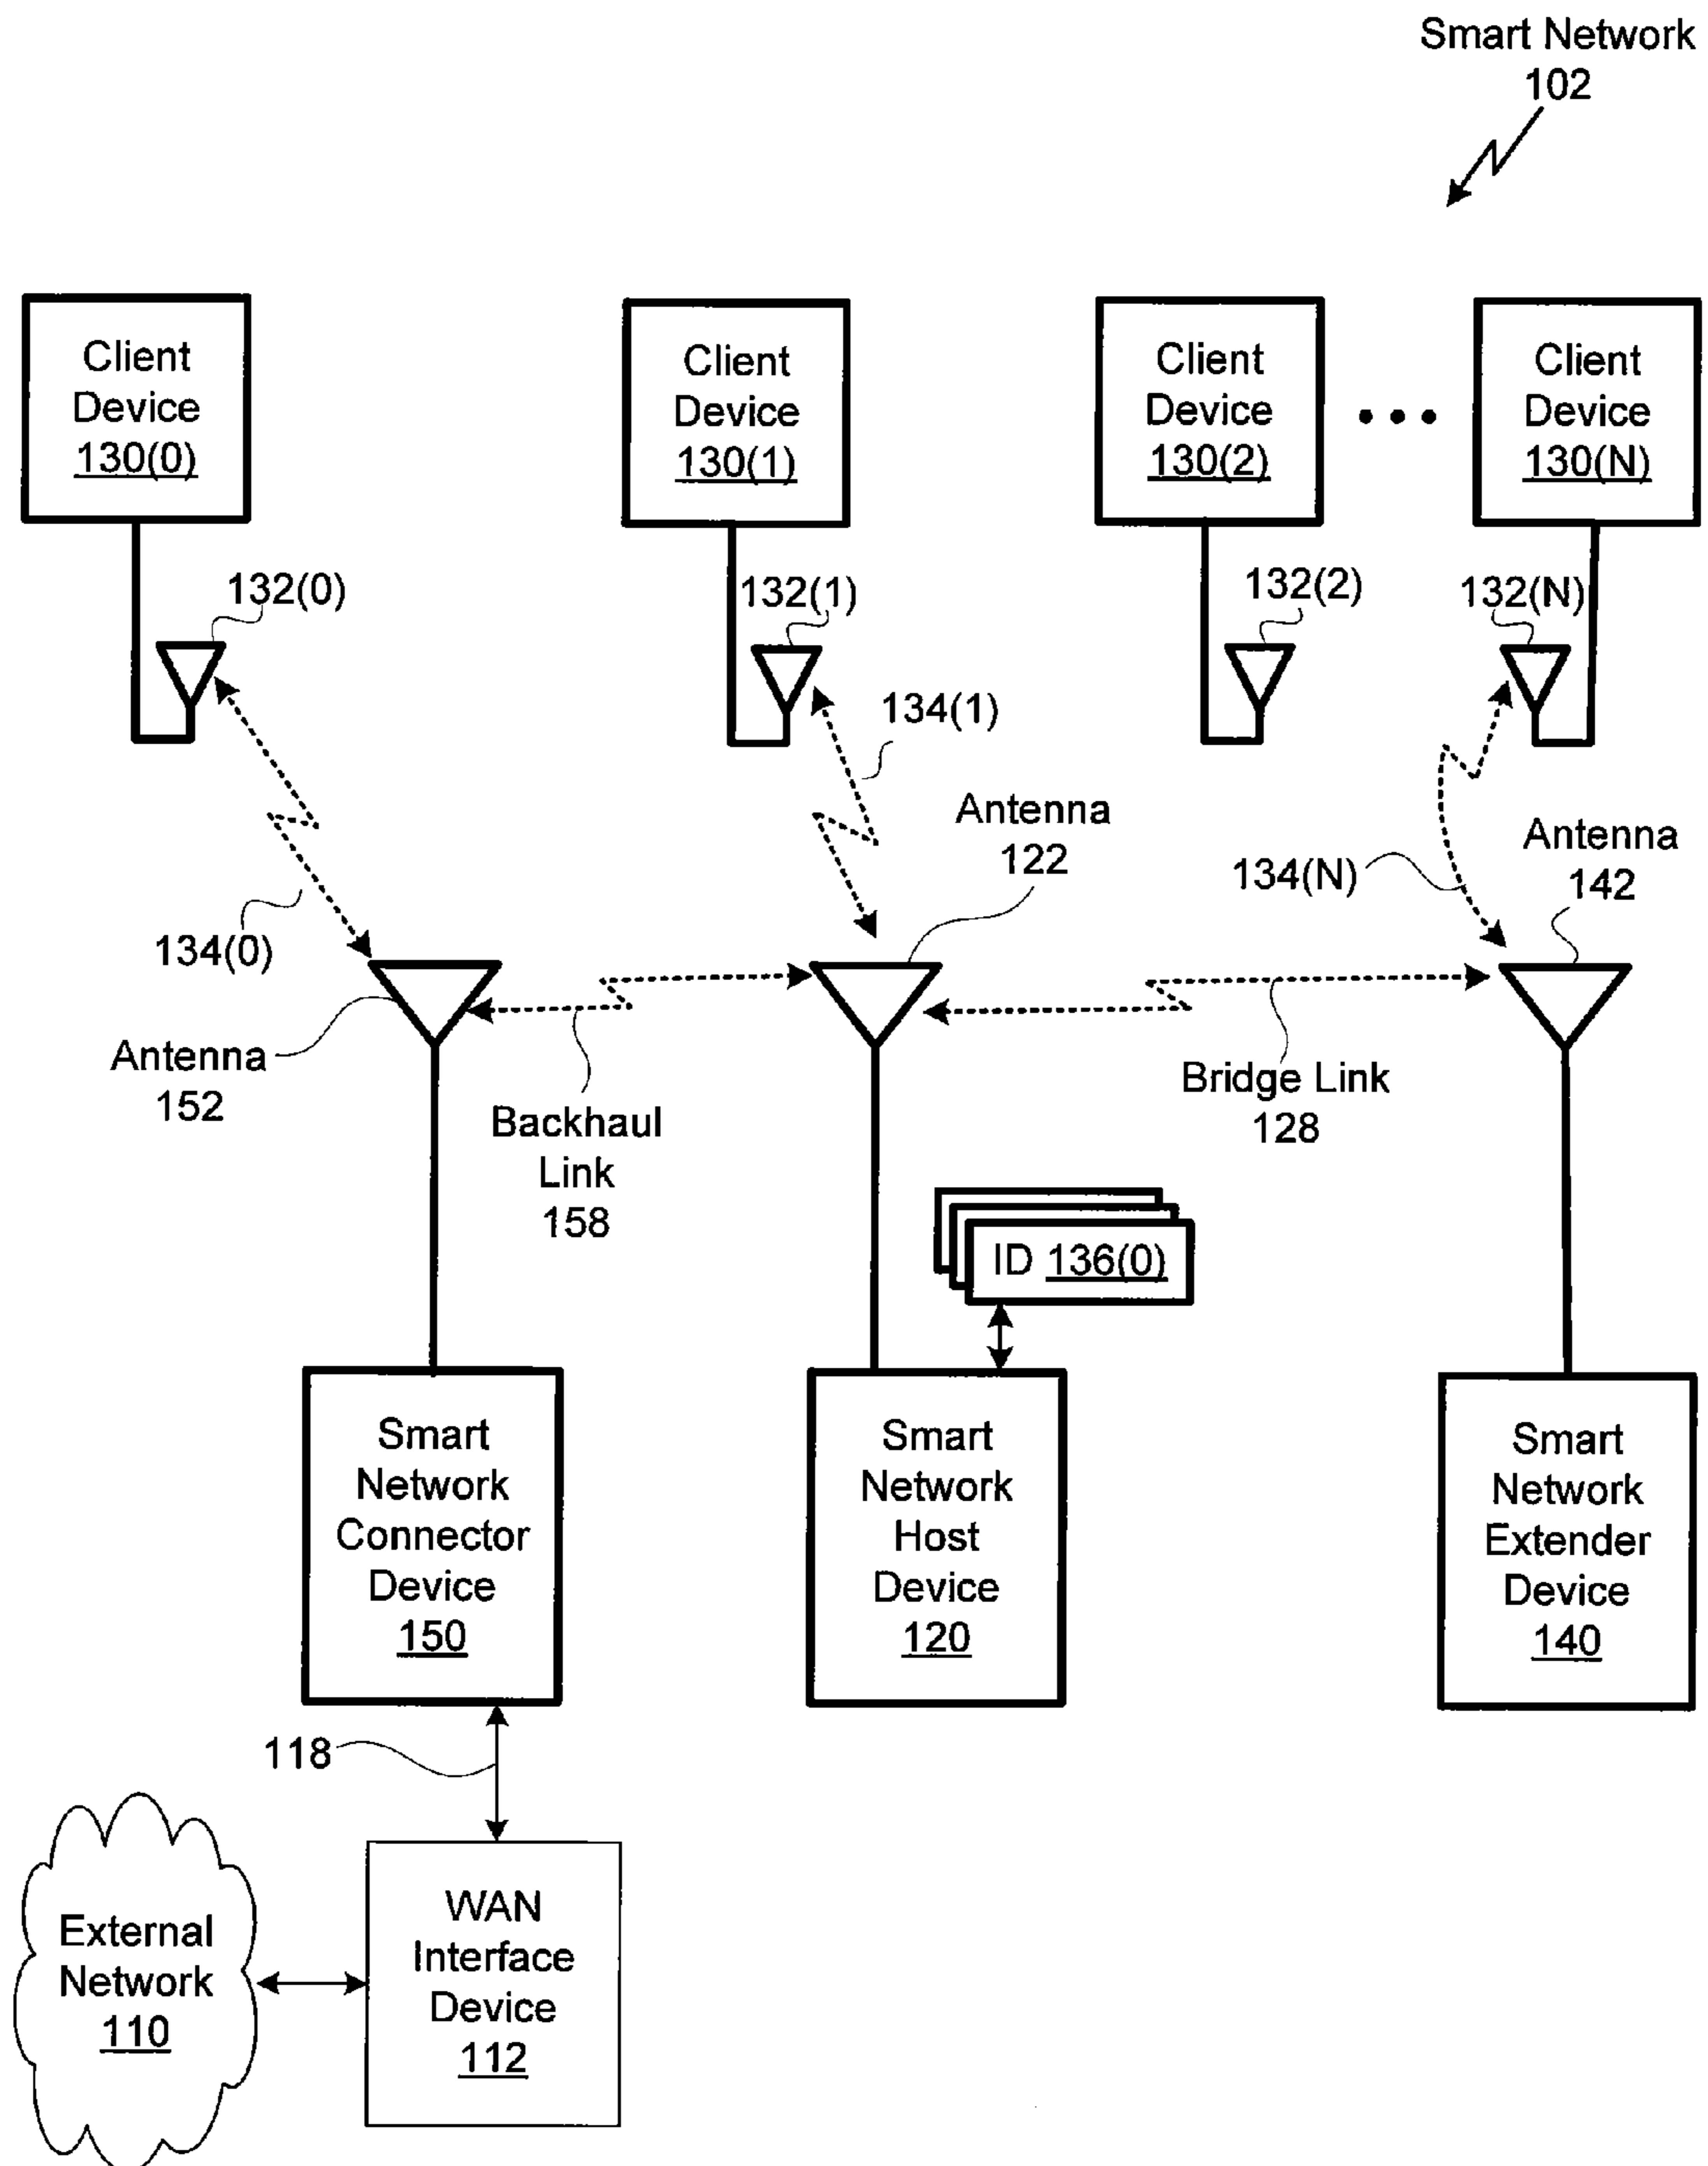 Smart Network
102
Client
Device
130(0)
Client
Device
130(1)
Client
Device
130(2)
Client
Device
130(N)
132(0)
132(1)
132(2)
132(N)
134(1)
Antenna
122
Antenna
142
134(N)
134(0)
Antenna
152
Backhaul
Link
158
Bridge Link
128
ID 136(0)
Smart
Network
Connector
Device
150
Smart
Network
Host
Device
120
Smart
Network
Extender
Device
140
118
External
Network
110
WAN
Interface
Device
112